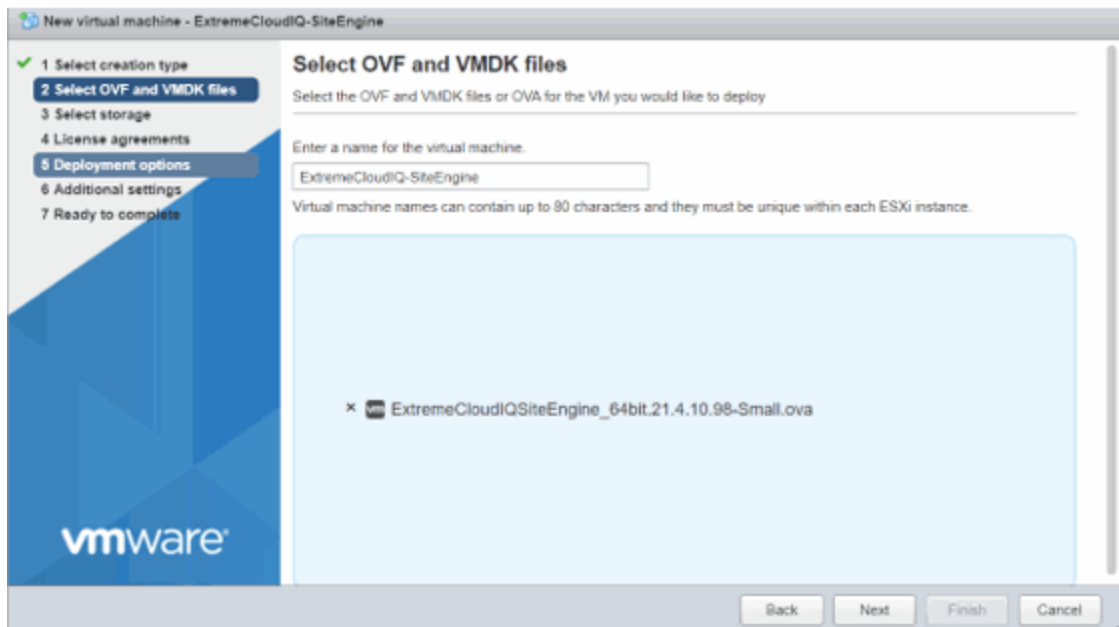 New virtual machine - ExtremeCloudIQ-SiteEngine
1 Select creation type
2 Select OVF and VMDK files
3 Select storage
4 License agreements
5 Deployment options
6 Additional settings
7 Ready to complete
vmware
Select OVF and VMDK files
Select the OVF and VMDK files or OVA for the VM you would like to deploy
Enter a name for the virtual machine.
ExtremeCloudIQ-SiteEngine
Virtual machine names can contain up to 80 characters and they must be unique within each ESXi instance.
× vm ExtremeCloudIQSiteEngine_64bit.21.4.10.98-Small.ova
Back Next Finish Cancel